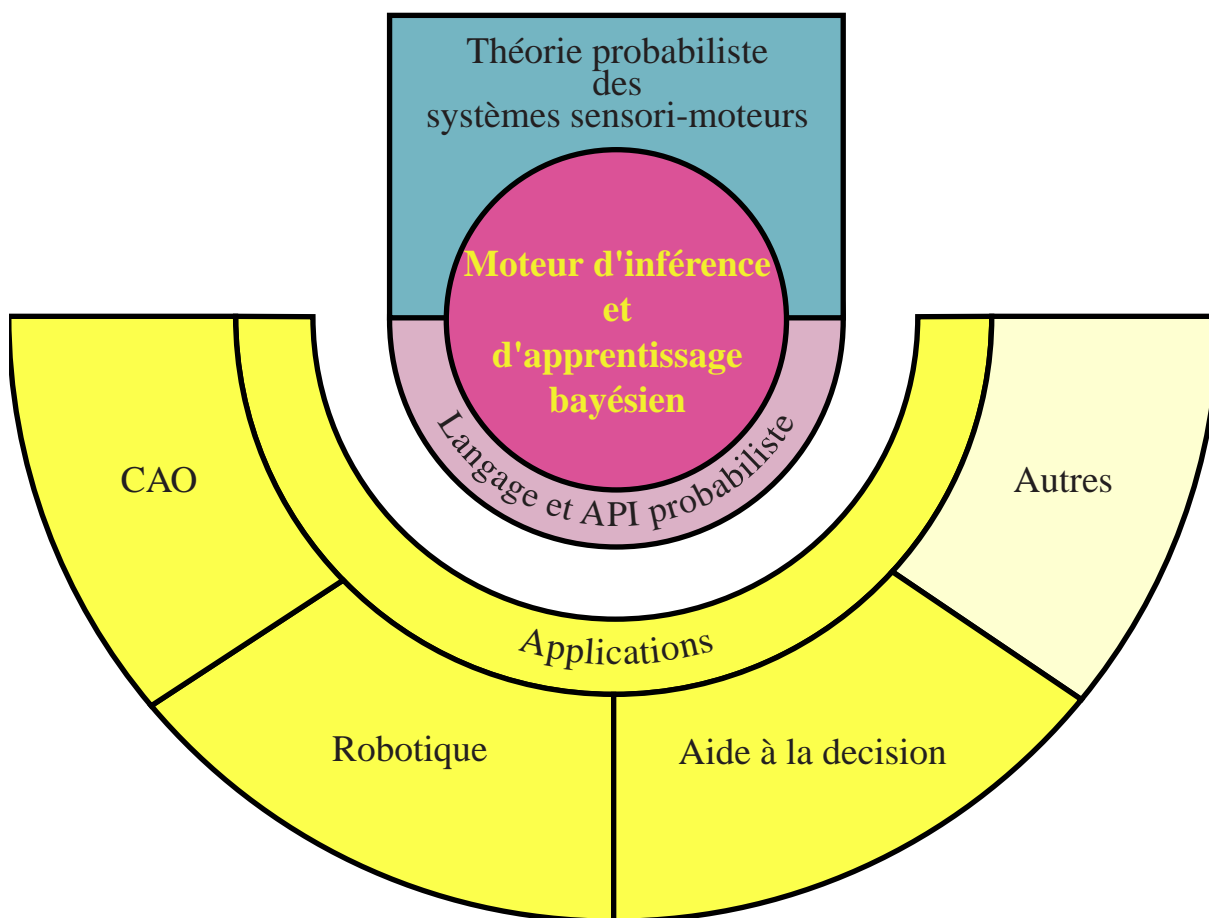 Théorie probabiliste
des
systèmes sensori-moteurs
Moteur d'inférence
et
d'apprentissage
bayésien
Langage et API probabiliste
CAO
Autres
Applications
Robotique
Aide à la decision